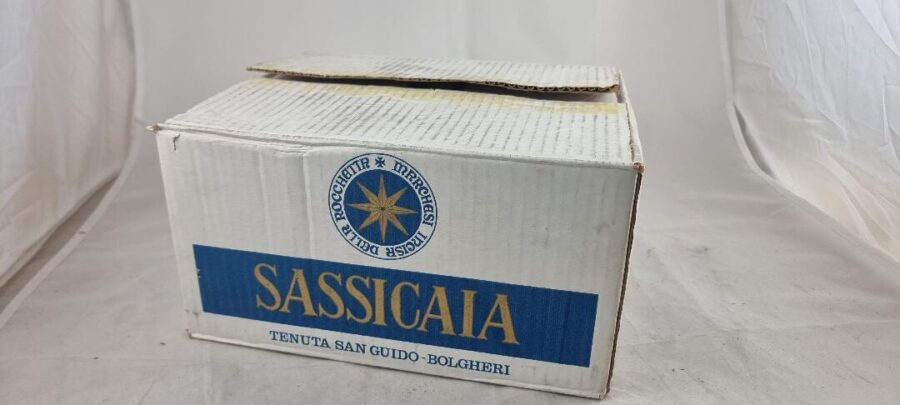 MARCHESI INCISA DELLA ROCCHETTA
SASSICAIA
TENUTA SAN GUIDO-BOLGHERI